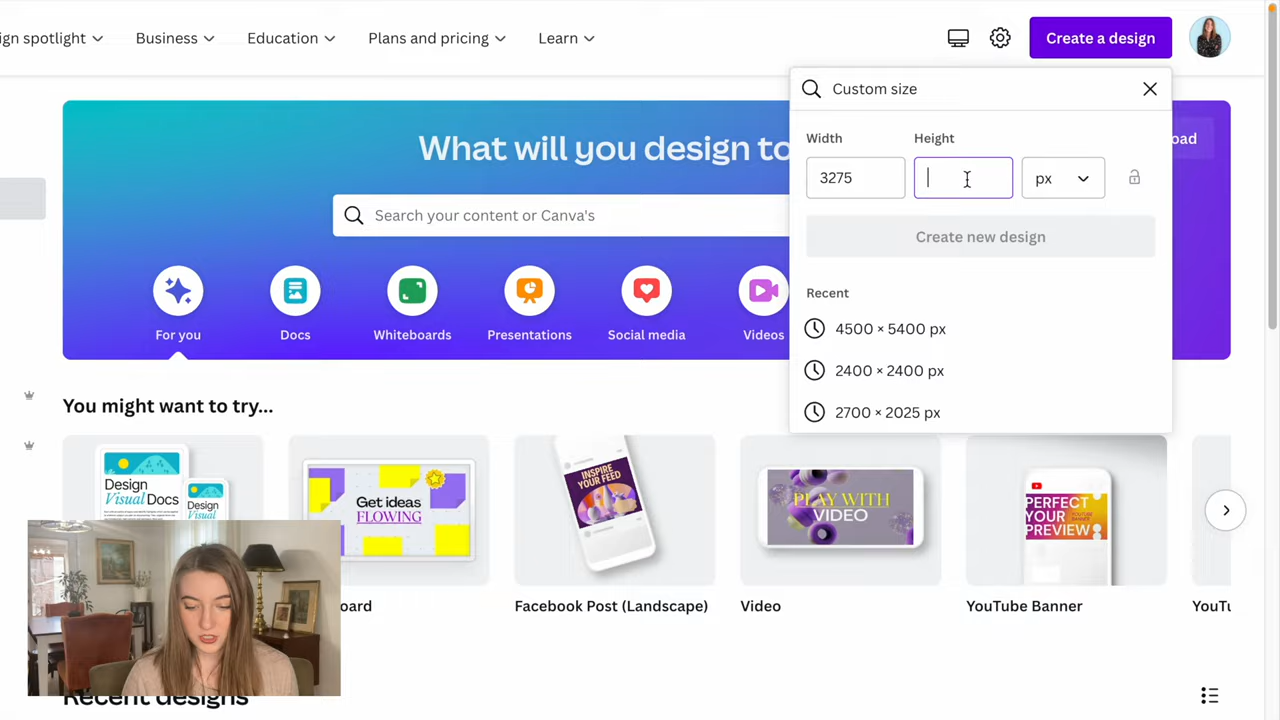 ign spotlight
Business
Education
Plans and pricing
Learn
Create a design
Custom size
Width
Height
3275
px
Create new design
Recent
4500 × 5400 px
2400 × 2400 px
2700 × 2025 px
What will you design to
oad
Search your content or Canva's
For you
Docs
Whiteboards
Presentations
Social media
Videos
You might want to try...
Design
Visual Docs
Design
Visual
Get ideas
FLOWING
INSPIRE
YOUR FEED
PLAY WITH
VIDEO
PERFECT
YOUR
PREVIEW
oard
Facebook Post (Landscape)
Video
YouTube Banner
YouTu
Recent designs